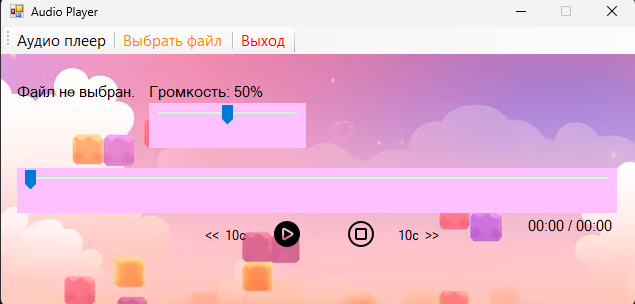 Audio Player
Аудио плеер Выбрать файл Выход
Файл не выбран. Громкость: 50%
<< 10с 10с >> 00:00 / 00:00